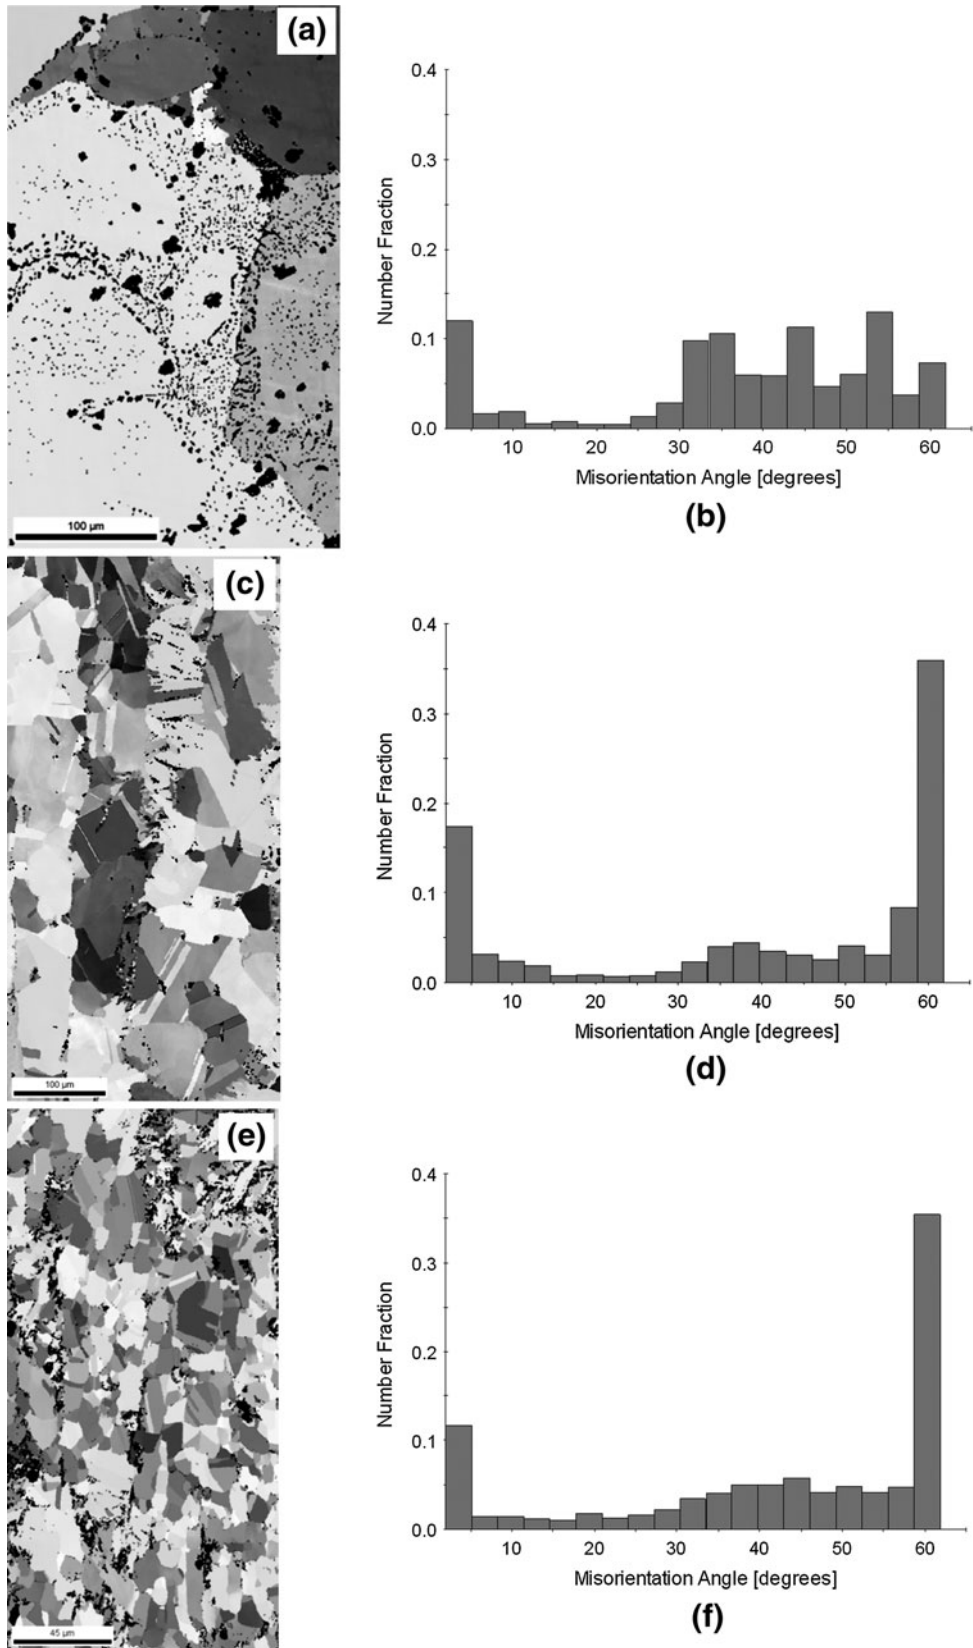 (a)
100 µm
0.4
0.3
0.2
0.1
0.0
Number Fraction
10 20 30 40 50 60
Misorientation Angle [degrees]
(b)
(c)
100 µm
0.4
0.3
0.2
0.1
0.0
Number Fraction
10 20 30 40 50 60
Misorientation Angle [degrees]
(d)
(e)
45 µm
0.4
0.3
0.2
0.1
0.0
Number Fraction
10 20 30 40 50 60
Misorientation Angle [degrees]
(f)